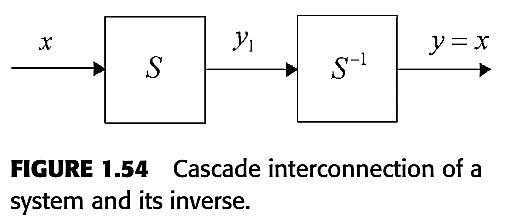 x S y₁ S⁻¹ y = x
FIGURE 1.54 Cascade interconnection of a
system and its inverse.